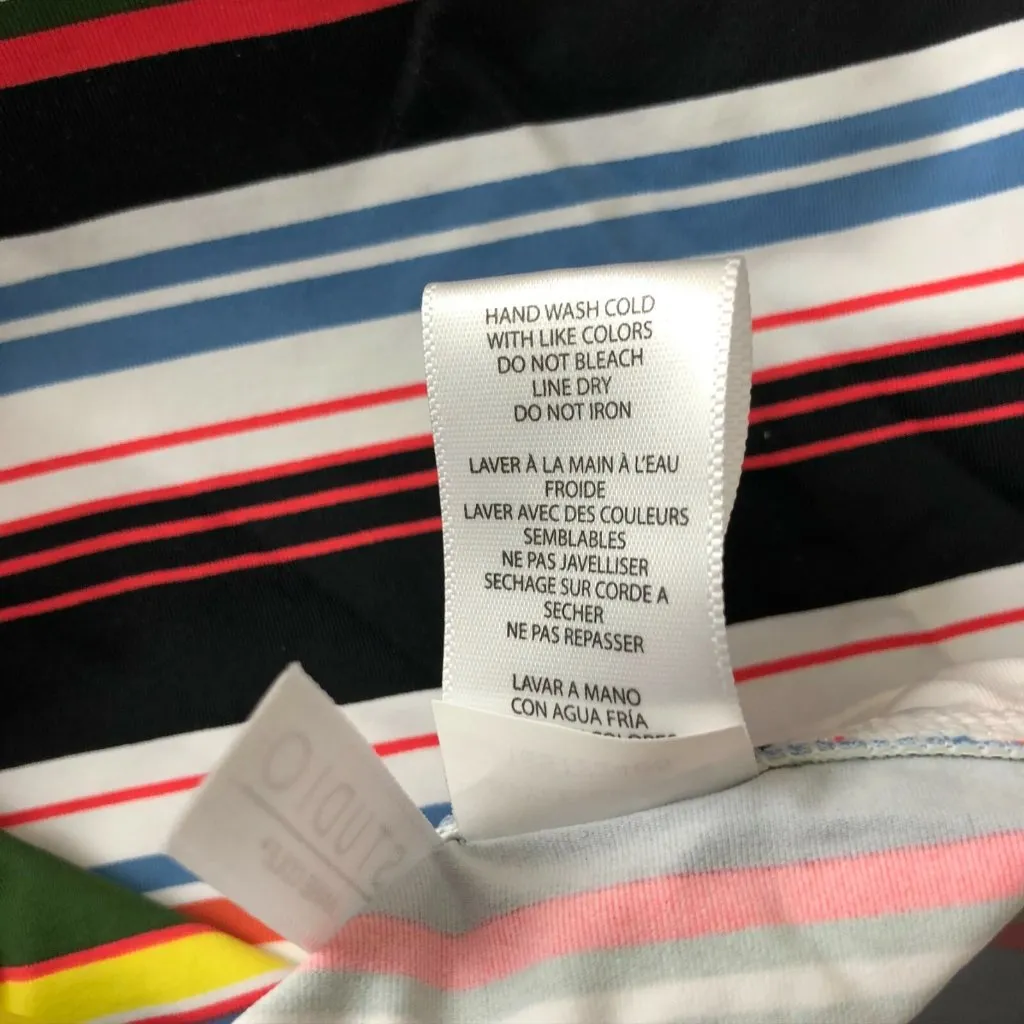 HAND WASH COLD
WITH LIKE COLORS
DO NOT BLEACH
LINE DRY
DO NOT IRON
LAVER À LA MAIN À L'EAU
FROIDE
LAVER AVEC DES COULEURS
SEMBLABLES
NE PAS JAVELLISER
SECHAGE SUR CORDE A
SECHER
NE PAS REPASSER
LAVAR A MANO
CON AGUA FRÍA
COLORES
STUDIO